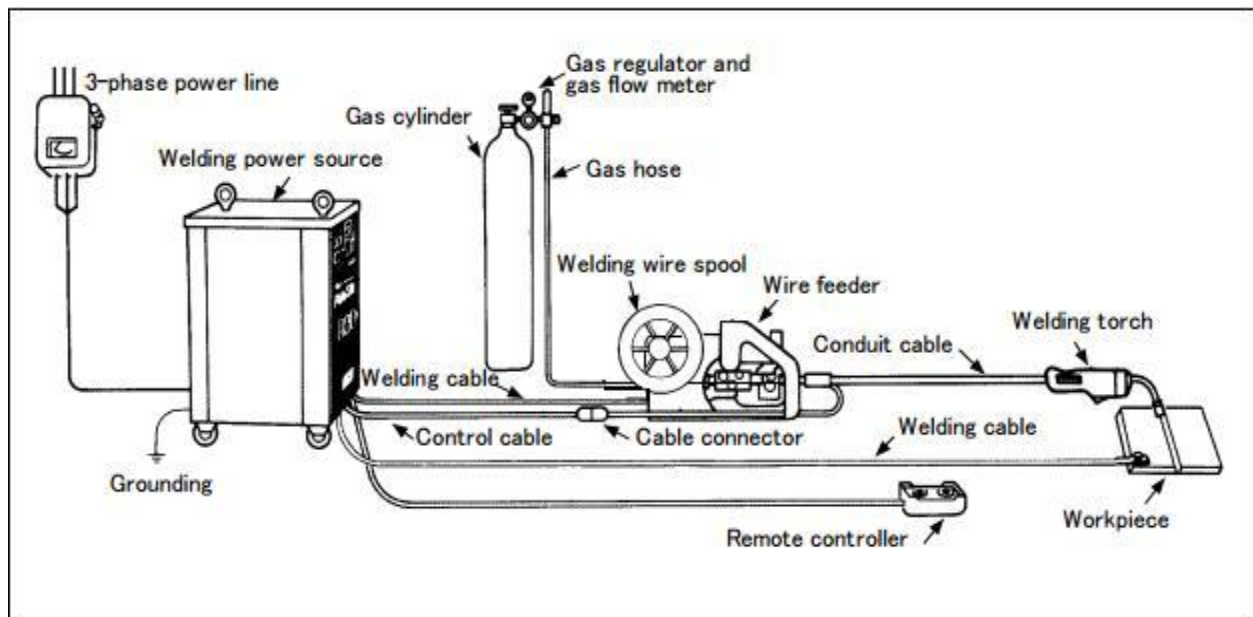 3-phase power line
Gas regulator and
gas flow meter
Gas cylinder
Welding power source
Gas hose
Welding wire spool
Wire feeder
Welding torch
Conduit cable
Welding cable
Control cable
Cable connector
Welding cable
Grounding
Workpiece
Remote controller